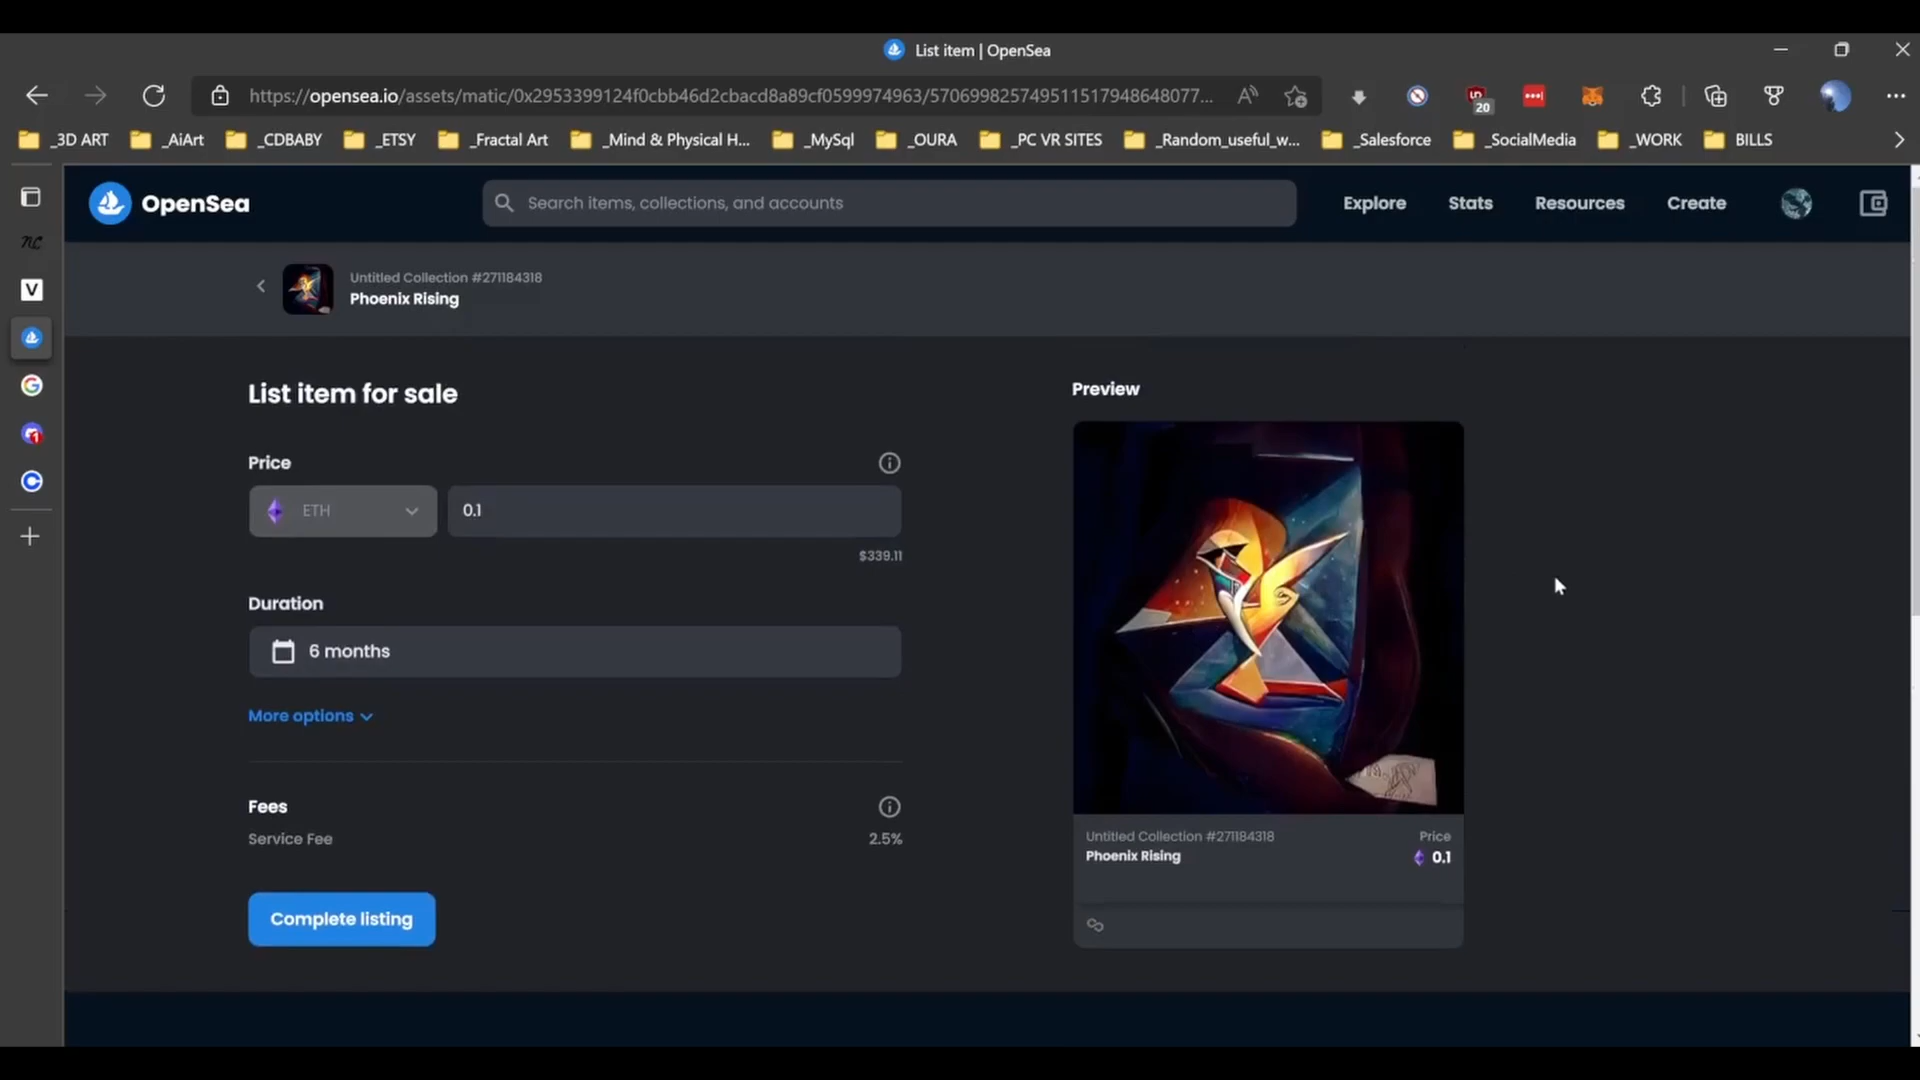 List item | OpenSea
https://opensea.io/assets/matic/0x2953399124f0cbb46d2cbacd8a89cf0599974963/570699825749511517948648077...
20
_3D ART _AiArt _CDBABY _ETSY _Fractal Art _Mind & Physical H... _MySql _OURA _PC VR SITES _Random_useful_w... _Salesforce _SocialMedia _WORK BILLS
OpenSea
Search items, collections, and accounts
Explore Stats Resources Create
Untitled Collection #271184318
Phoenix Rising
List item for sale
Price
ETH 0.1
$339.11
Duration
6 months
More options
Fees
Service Fee 2.5%
Complete listing
Preview
Untitled Collection #271184318 Price
Phoenix Rising 0.1